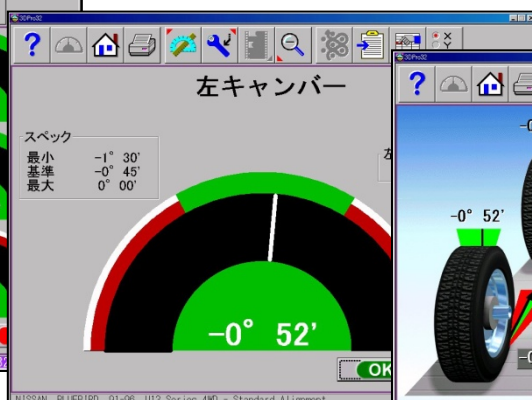 3DPro32
左キャンバー
スペック
最小 -1° 30'
基準 -0° 45'
最大 0° 00'
左
-0° 52'
OK
NISSAN BLUEBIRD 91-96 U13 Series 4WD - Standard Alignment
3DPro32
-0° 52'